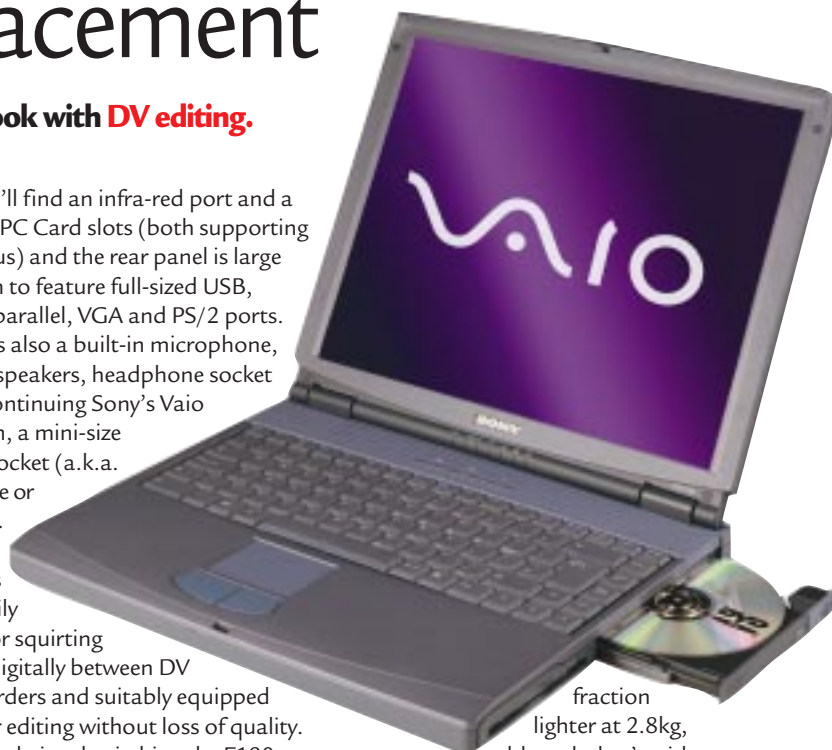 acement
ook with DV editing.
'll find an infra-red port and a
PC Card slots (both supporting
us) and the rear panel is large
n to feature full-sized USB,
parallel, VGA and PS/2 ports.
s also a built-in microphone,
speakers, headphone socket
ontinuing Sony's Vaio
n, a mini-size
ocket (a.k.a.
e or
ily
or squirting
igitally between DV
rders and suitably equipped
r editing without loss of quality.
VAIO
SONY
DVD
fraction
lighter at 2.8kg,